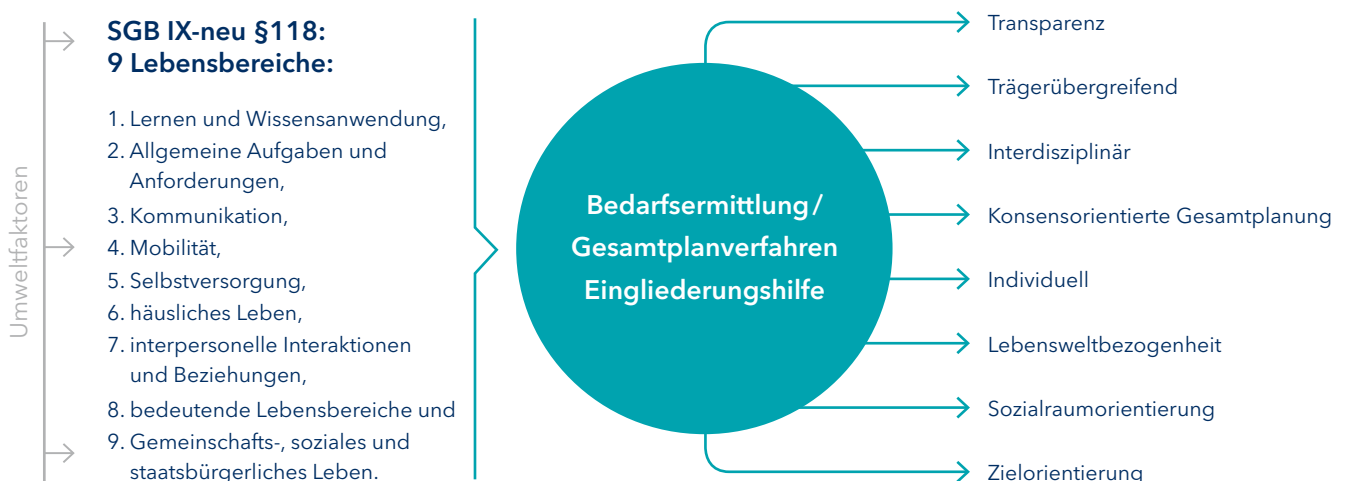 Umweltfaktoren
SGB IX-neu §118:
9 Lebensbereiche:
1. Lernen und Wissensanwendung,
2. Allgemeine Aufgaben und
Anforderungen,
3. Kommunikation,
4. Mobilität,
5. Selbstversorgung,
6. häusliches Leben,
7. interpersonelle Interaktionen
und Beziehungen,
8. bedeutende Lebensbereiche und
9. Gemeinschafts-, soziales und
staatsbürgerliches Leben.
Bedarfsermittlung /
Gesamtplanverfahren
Eingliederungshilfe
Transparenz
Trägerübergreifend
Interdisziplinär
Konsensorientierte Gesamtplanung
Individuell
Lebensweltbezogenheit
Sozialraumorientierung
Zielorientierung